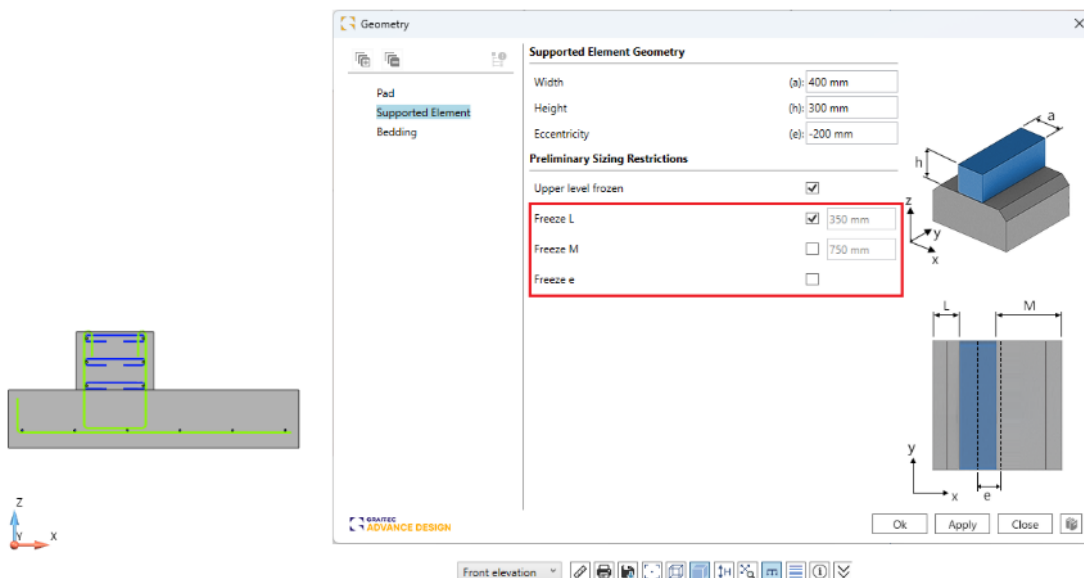 Geometry
Pad
Supported Element
Bedding
Supported Element Geometry
Width (a): 400 mm
Height (h): 300 mm
Eccentricity (e): -200 mm
Preliminary Sizing Restrictions
Upper level frozen
Freeze L 350 mm
Freeze M 750 mm
Freeze e
a
h
z
y
x
L M
y
x e
Z
Y X
GRAITEC
ADVANCE DESIGN
Ok Apply Close
Front elevation